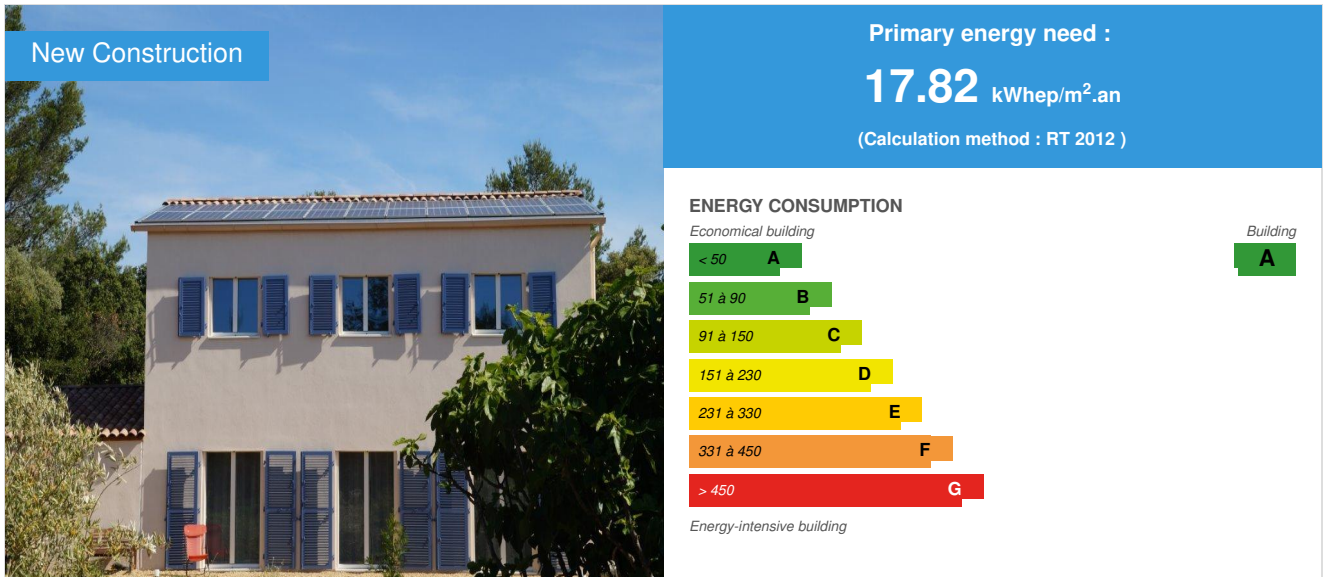 New Construction
Primary energy need :
17.82 kWhep/m².an
(Calculation method : RT 2012 )
ENERGY CONSUMPTION
Economical building
Building
< 50 A
A
51 à 90 B
91 à 150 C
151 à 230 D
231 à 330 E
331 à 450 F
> 450 G
Energy-intensive building